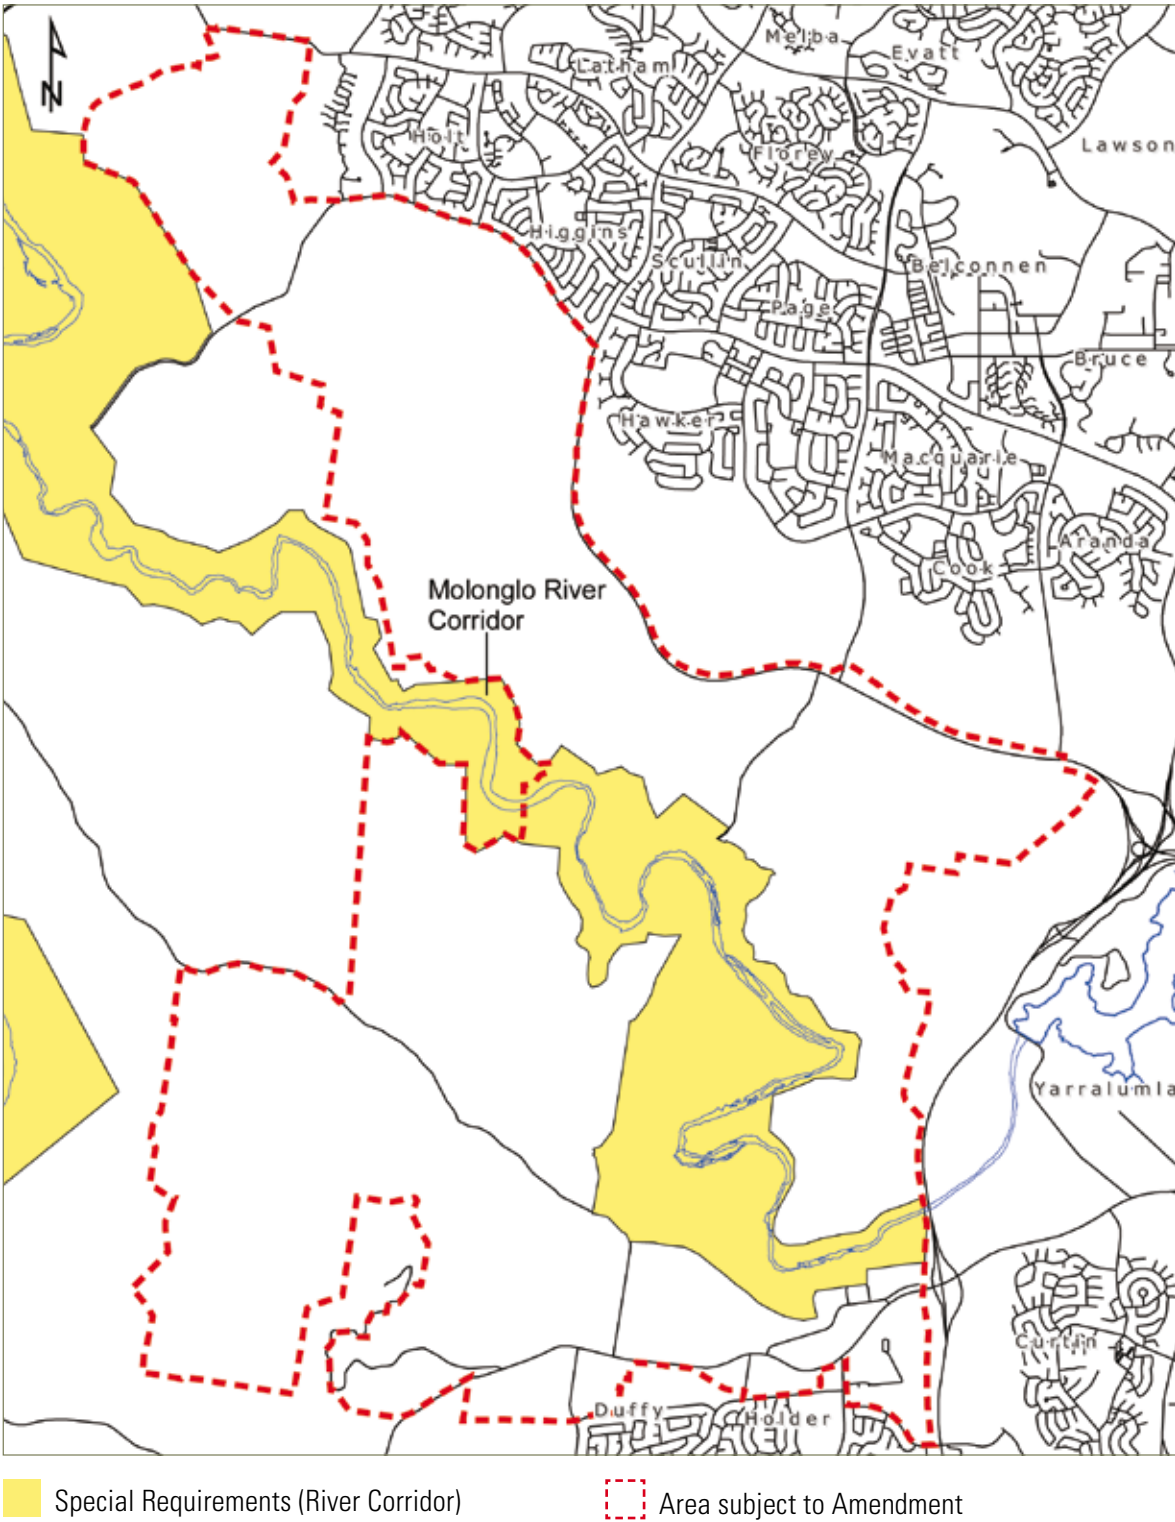 Melba
Evatt
Latham
Holt
Florey
Lawson
Higgins
Scullin
Belconnen
Page
Bruce
Hawker
Macquarie
Aranda
Cook
Molonglo River
Corridor
Yarralumla
Curtin
Duffy
Holder
N
Special Requirements (River Corridor)
Area subject to Amendment